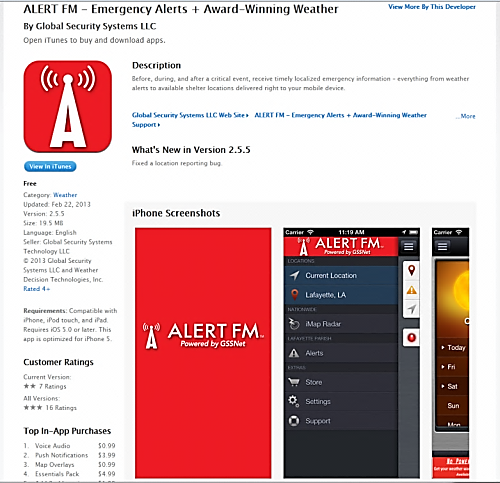 ALERT FM - Emergency Alerts + Award-Winning Weather
View More By This Developer
By Global Security Systems LLC
Open iTunes to buy and download apps.
Description
Before, during, and after a critical event, receive timely localized emergency information - everything from weather
alerts to available shelter locations delivered right to your mobile device.
Global Security Systems LLC Web Site ALERT FM - Emergency Alerts + Award-Winning Weather
Support
...More
What's New in Version 2.5.5
Fixed a location reporting bug.
View In iTunes
Free
Category: Weather
Updated: Feb 22, 2013
Version: 2.5.5
Size: 19.5 MB
Language: English
Seller: Global Security Systems
Technology LLC
© 2013 Global Security
Systems LLC and Weather
Decision Technologies, Inc.
Rated 4+
Requirements: Compatible with
iPhone, iPod touch, and iPad.
Requires iOS 5.0 or later. This
app is optimized for iPhone 5.
Customer Ratings
Current Version:
★★ 7 Ratings
All Versions:
★★★ 16 Ratings
Top In-App Purchases
1. Voice Audio $0.99
2. Push Notifications $3.99
3. Map Overlays $0.99
4. Essentials Pack $4.99
iPhone Screenshots
ALERT FM™
Powered by GSSNet
Carrier 11:19 AM
ALERT FM™
Powered by GSSNet
LOCATIONS
Current Location
Lafayette, LA
NATIONWIDE
iMap Radar
LAFAYETTE PARISH
Alerts
EXTRAS
Store
Settings
Support
Carrier
Today
Fri
Sat
Sun
Mon